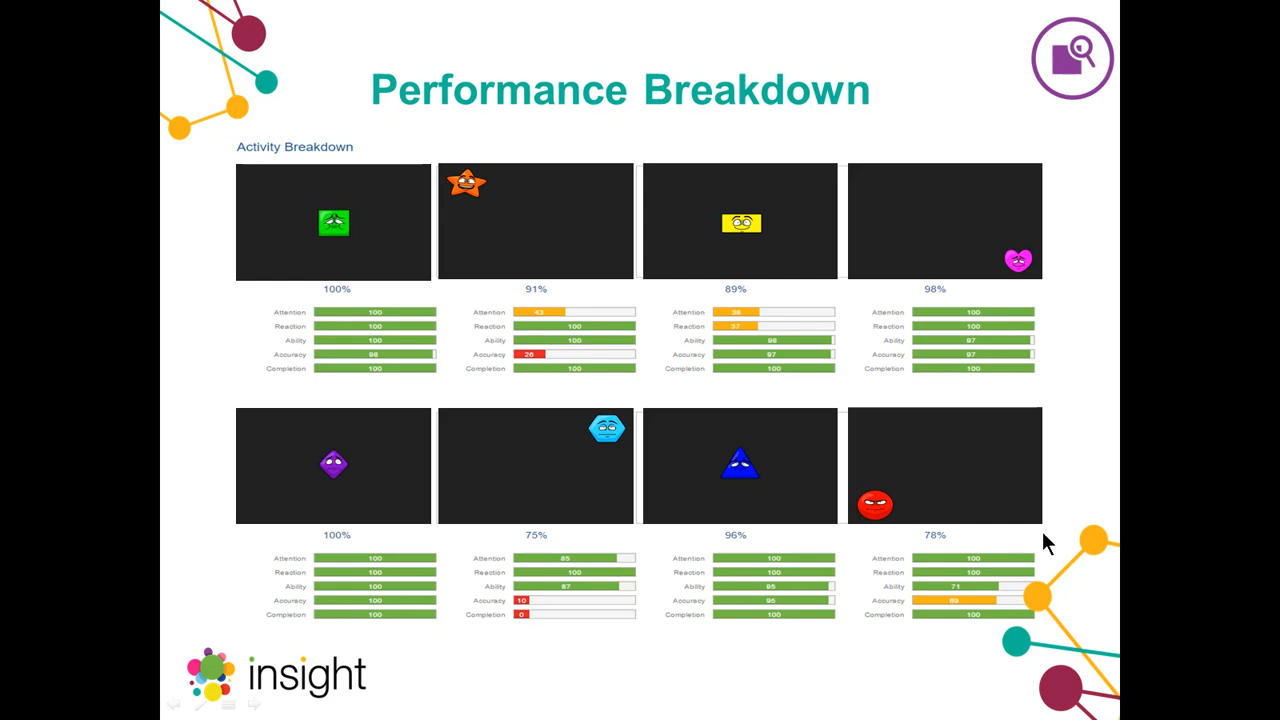 Performance Breakdown
Activity Breakdown
100% 91% 89% 98%
Attention 100 Attention 43 Attention 38 Attention 100
Reaction 100 Reaction 100 Reaction 37 Reaction 100
Ability 100 Ability 100 Ability 98 Ability 97
Accuracy 98 Accuracy 26 Accuracy 97 Accuracy 97
Completion 100 Completion 100 Completion 100 Completion 100
100% 75% 96% 78%
Attention 100 Attention 85 Attention 100 Attention 100
Reaction 100 Reaction 100 Reaction 100 Reaction 100
Ability 100 Ability 87 Ability 95 Ability 71
Accuracy 100 Accuracy 10 Accuracy 95 Accuracy 69
Completion 100 Completion 0 Completion 100 Completion 100
insight